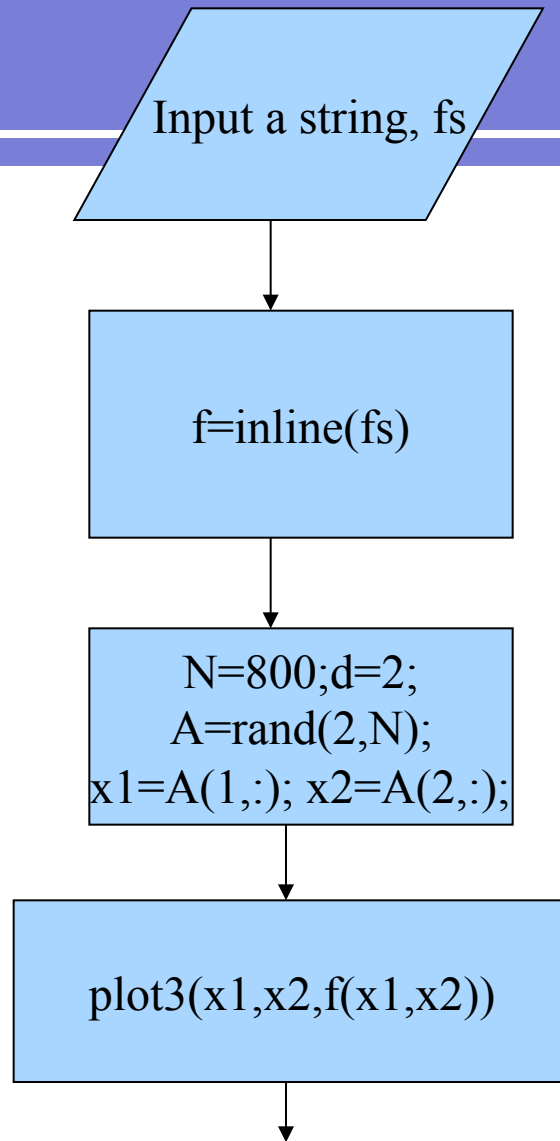 Input a string, fs
f=inline(fs)
N=800;d=2;
A=rand(2,N);
x1=A(1,:); x2=A(2,:);
plot3(x1,x2,f(x1,x2))